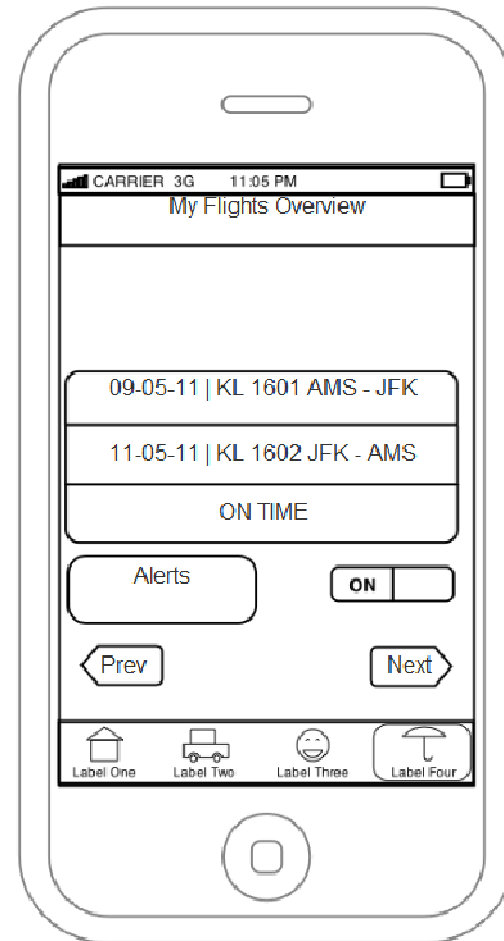 CARRIER 3G 11:05 PM
My Flights Overview
09-05-11 | KL 1601 AMS - JFK
11-05-11 | KL 1602 JFK - AMS
ON TIME
Alerts ON
Prev Next
Label One Label Two Label Three Label Four